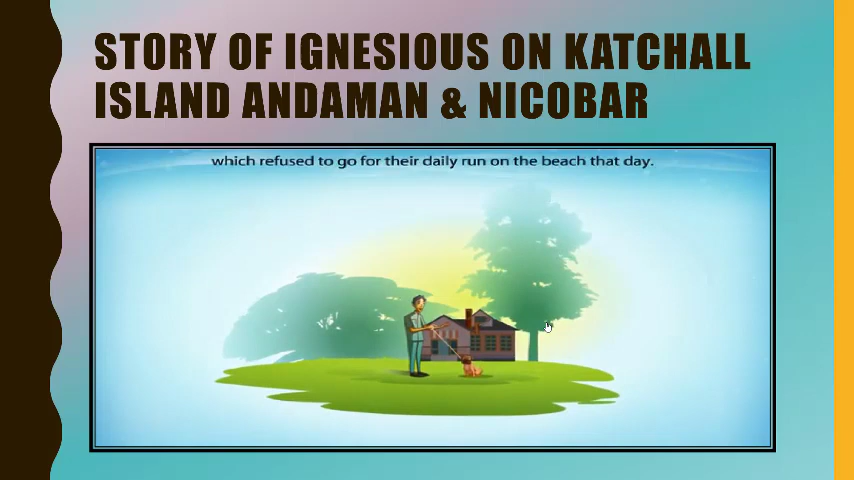 STORY OF IGNESIOUS ON KATCHALL
ISLAND ANDAMAN & NICOBAR
which refused to go for their daily run on the beach that day.